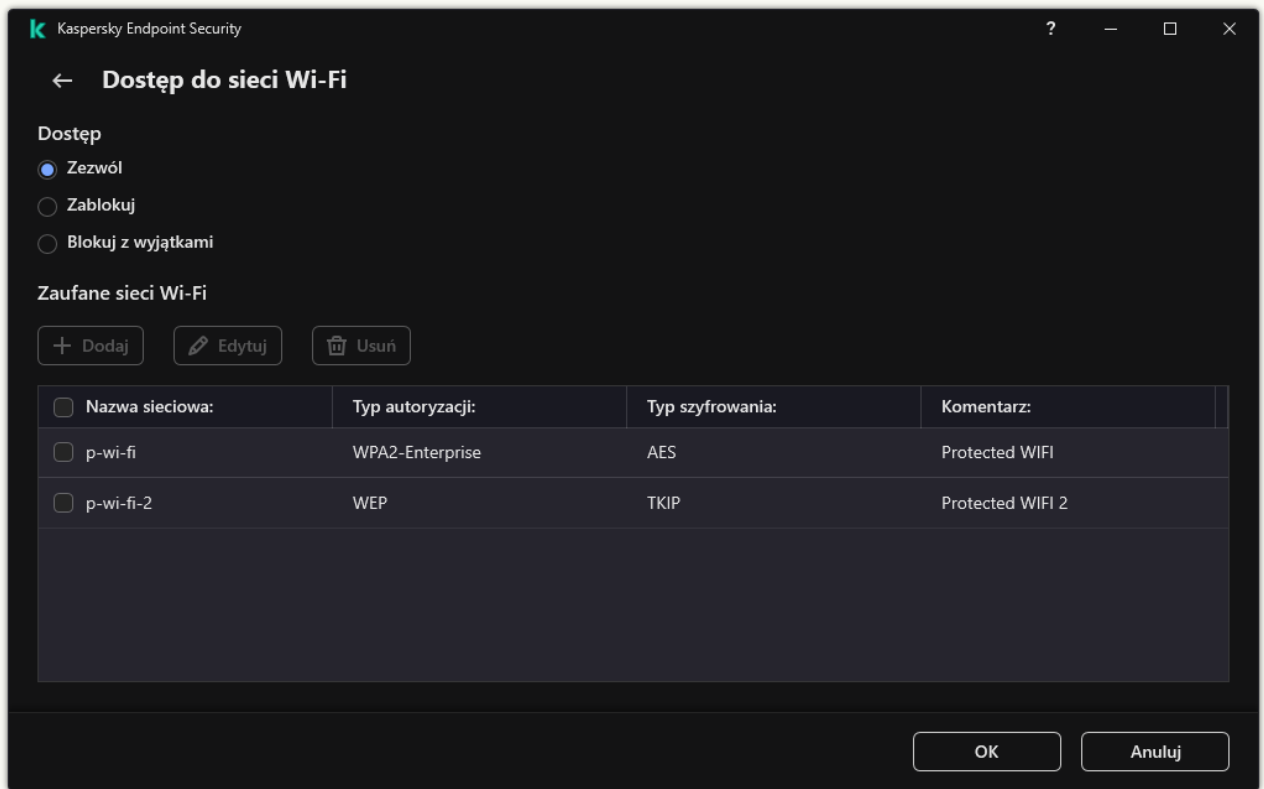 Kaspersky Endpoint Security ?
Dostęp do sieci Wi-Fi
Dostęp
Zezwól
Zablokuj
Blokuj z wyjątkami
Zaufane sieci Wi-Fi
Dodaj Edytuj Usuń
Nazwa sieciowa: Typ autoryzacji: Typ szyfrowania: Komentarz:
p-wi-fi WPA2-Enterprise AES Protected WIFI
p-wi-fi-2 WEP TKIP Protected WIFI 2
OK Anuluj